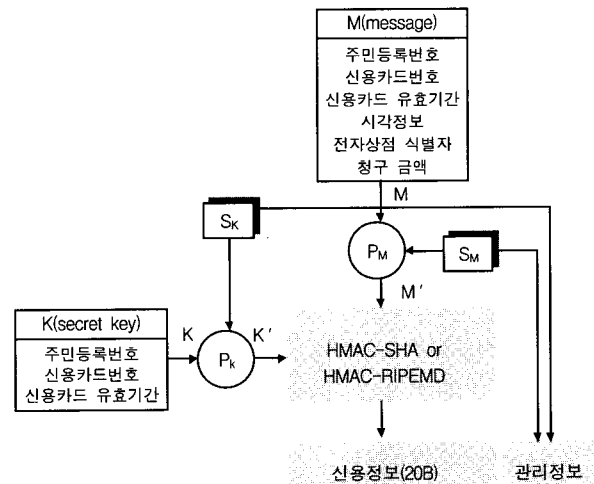 M(message)
주민등록번호
신용카드번호
신용카드 유효기간
시각정보
전자상점 식별자
청구 금액
M
SK
PM
SM
M'
K(secret key)
주민등록번호
신용카드번호
신용카드 유효기간
K
Pk
K'
HMAC-SHA or
HMAC-RIPEMD
신용정보(20B)
관리정보